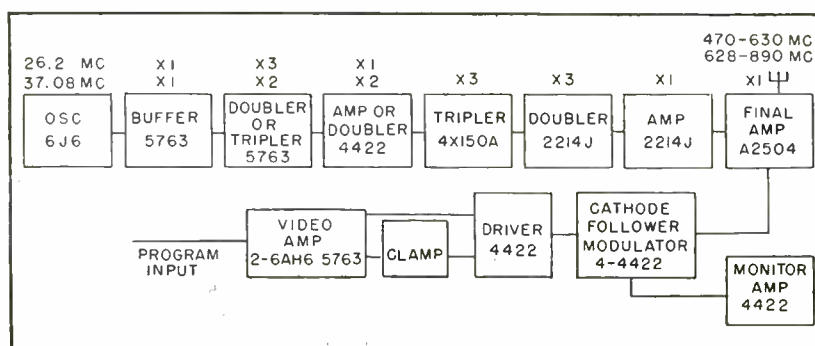 470-630 MC
628-890 MC
26.2 MC X1 X3 X1 X3 X3 X1 X1
37.08 MC X1 X2 X2
OSC
6J6
BUFFER
5763
DOUBLER
OR
TRIPLER
5763
AMP OR
DOUBLER
4422
TRIPLER
4X150A
DOUBLER
2214J
AMP
2214J
FINAL
AMP
A2504
PROGRAM
INPUT
VIDEO
AMP
2-6AH6 5763
CLAMP
DRIVER
4422
CATHODE
FOLLOWER
MODULATOR
4-4422
MONITOR
AMP
4422